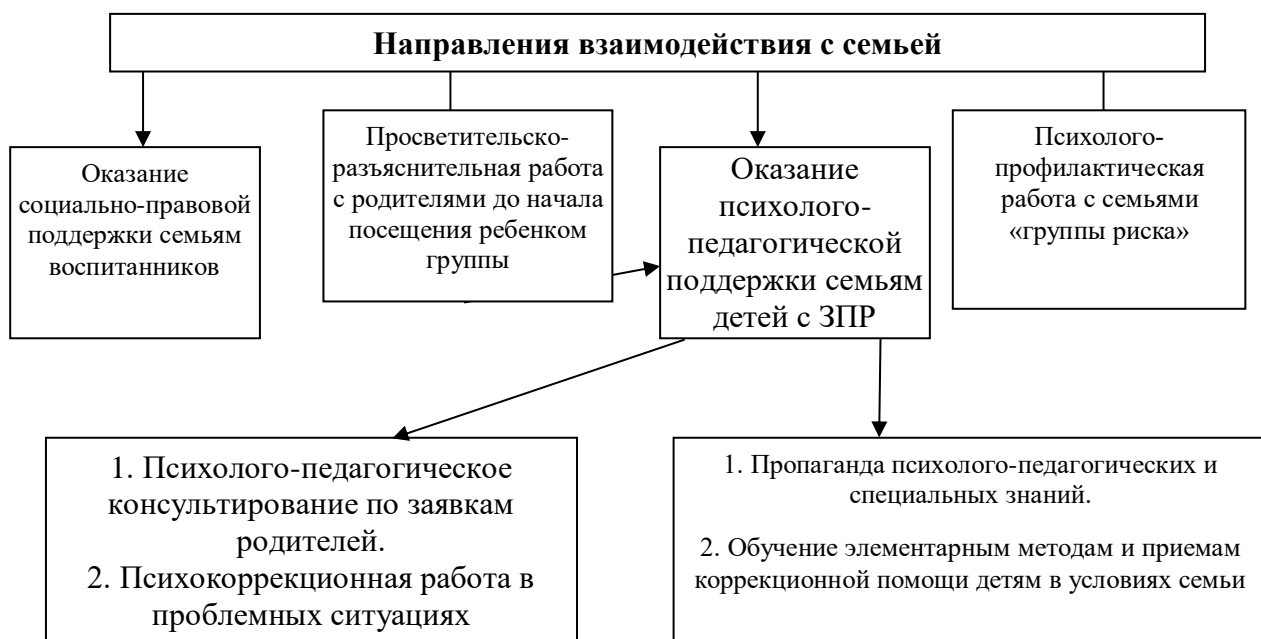 Направления взаимодействия с семьей
Оказание
социально-правовой
поддержки семьям
воспитанников
Просветительско-
разъяснительная работа
с родителями до начала
посещения ребенком
группы
Оказание
психолого-
педагогической
поддержки семьям
детей с ЗПР
Психолого-
профилактическая
работа с семьями
«группы риска»
1. Психолого-педагогическое
консультирование по заявкам
родителей.
2. Психокоррекционная работа в
проблемных ситуациях
1. Пропаганда психолого-педагогических и
специальных знаний.
2. Обучение элементарным методам и приемам
коррекционной помощи детям в условиях семьи